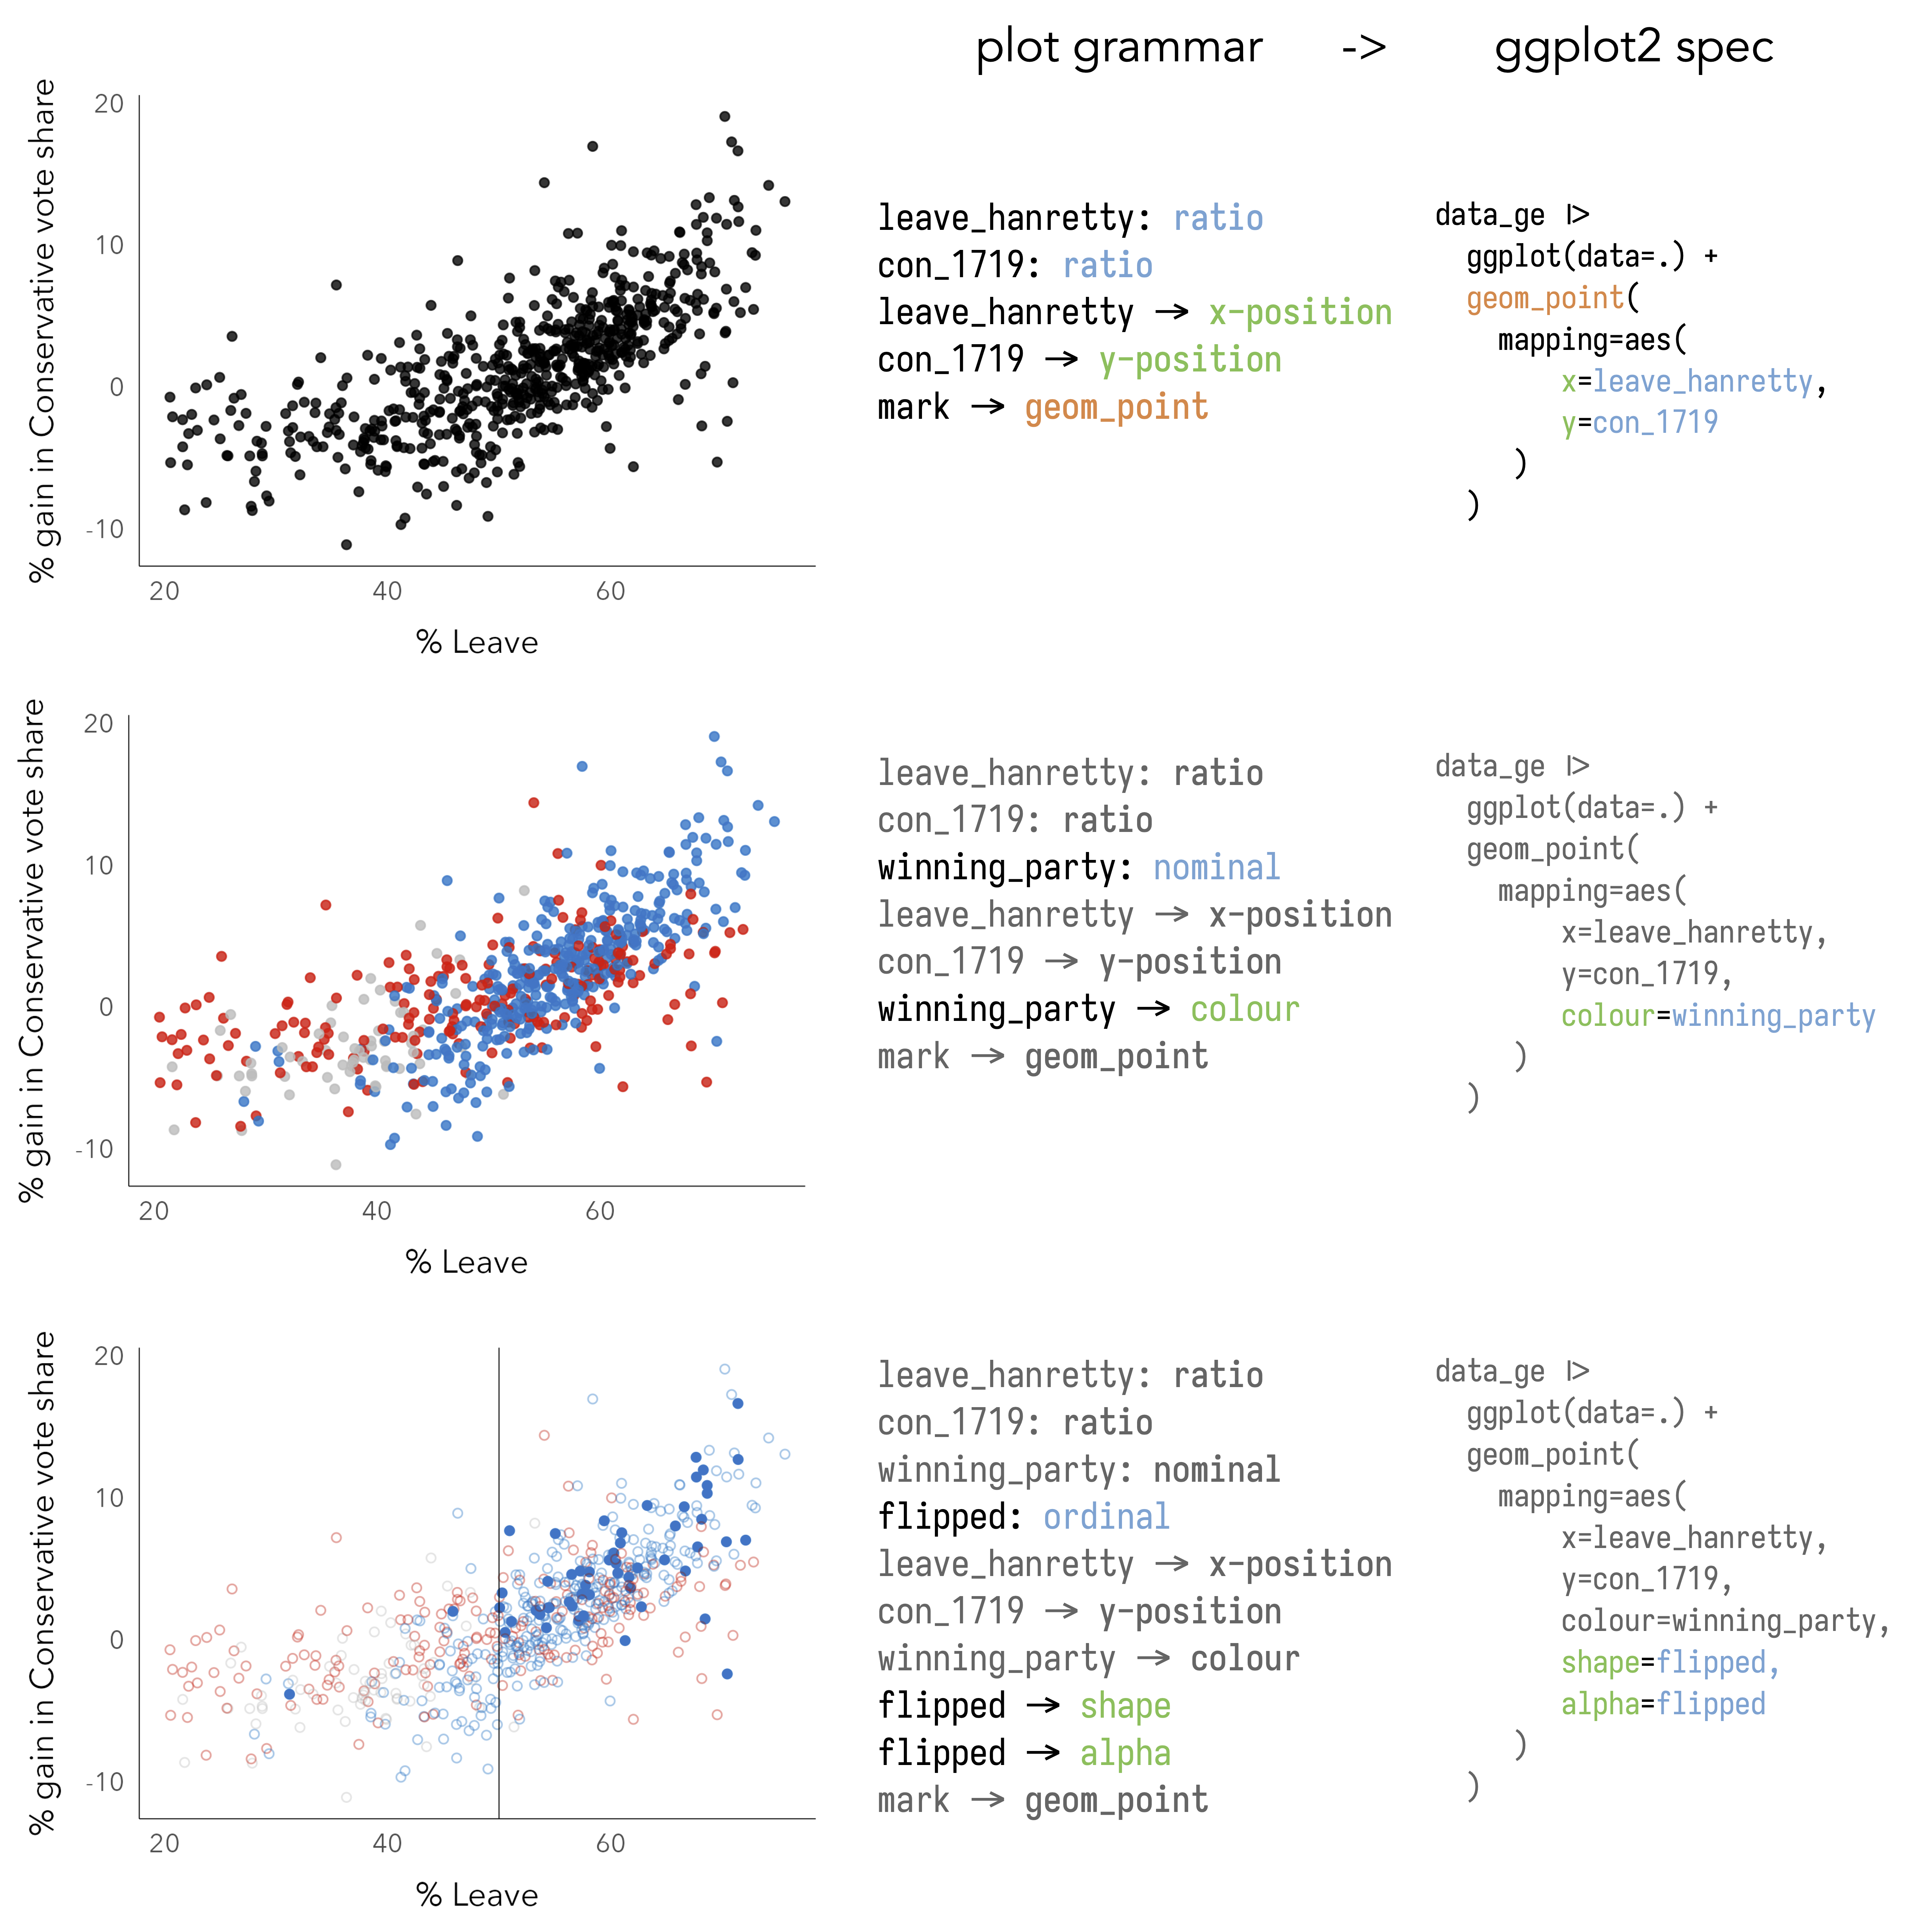 plot grammar -> ggplot2 spec
% gain in Conservative vote share
20
10
0
-10
20 40 60
% Leave
leave_hanretty: ratio
con_1719: ratio
leave_hanretty → x-position
con_1719 → y-position
mark → geom_point
data_ge |>
ggplot(data=.) +
geom_point(
mapping=aes(
x=leave_hanretty,
y=con_1719
)
)
% gain in Conservative vote share
20
10
0
-10
20 40 60
% Leave
leave_hanretty: ratio
con_1719: ratio
winning_party: nominal
leave_hanretty → x-position
con_1719 → y-position
winning_party → colour
mark → geom_point
data_ge |>
ggplot(data=.) +
geom_point(
mapping=aes(
x=leave_hanretty,
y=con_1719,
colour=winning_party
)
)
% gain in Conservative vote share
20
10
0
-10
20 40 60
% Leave
leave_hanretty: ratio
con_1719: ratio
winning_party: nominal
flipped: ordinal
leave_hanretty → x-position
con_1719 → y-position
winning_party → colour
flipped → shape
flipped → alpha
mark → geom_point
data_ge |>
ggplot(data=.) +
geom_point(
mapping=aes(
x=leave_hanretty,
y=con_1719,
colour=winning_party,
shape=flipped,
alpha=flipped
)
)